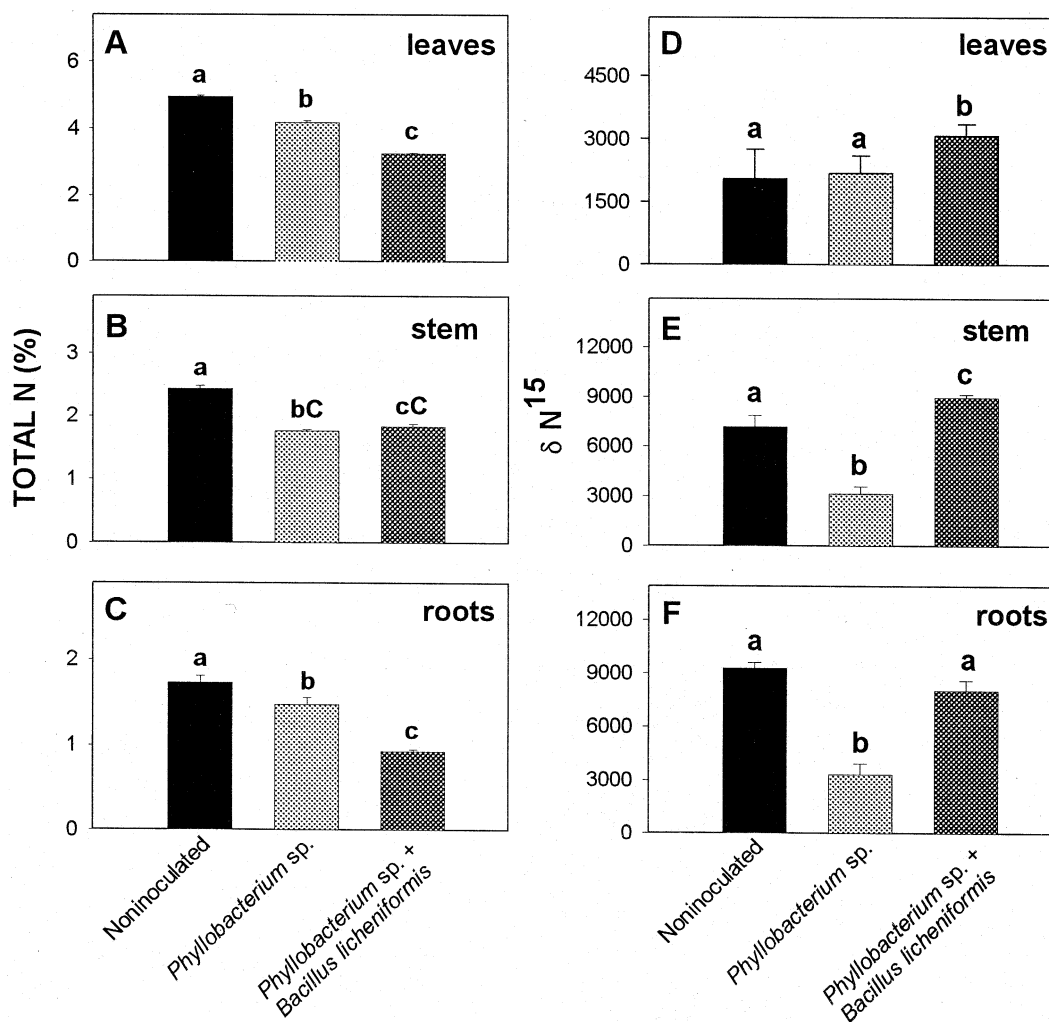 A leaves
6
4
2
0
a
b
c
B stem
3
2
1
0
a
bC
cC
C roots
2
1
0
a
b
c
TOTAL N (%)
Noninoculated
Phyllobacterium sp.
Phyllobacterium sp. +
Bacillus licheniformis
D leaves
4500
3000
1500
0
a
a
b
E stem
12000
9000
6000
3000
0
a
b
c
F roots
12000
9000
6000
3000
0
a
b
a
δ N15
Noninoculated
Phyllobacterium sp.
Phyllobacterium sp. +
Bacillus licheniformis